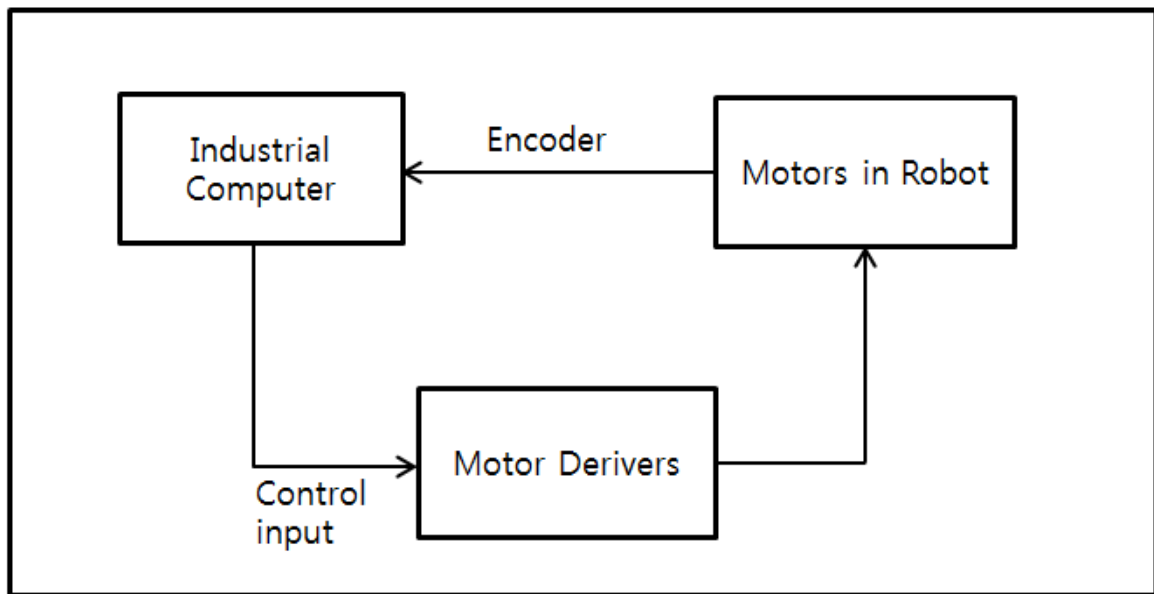 Industrial
Computer
Encoder
Motors in Robot
Control
input
Motor Derivers